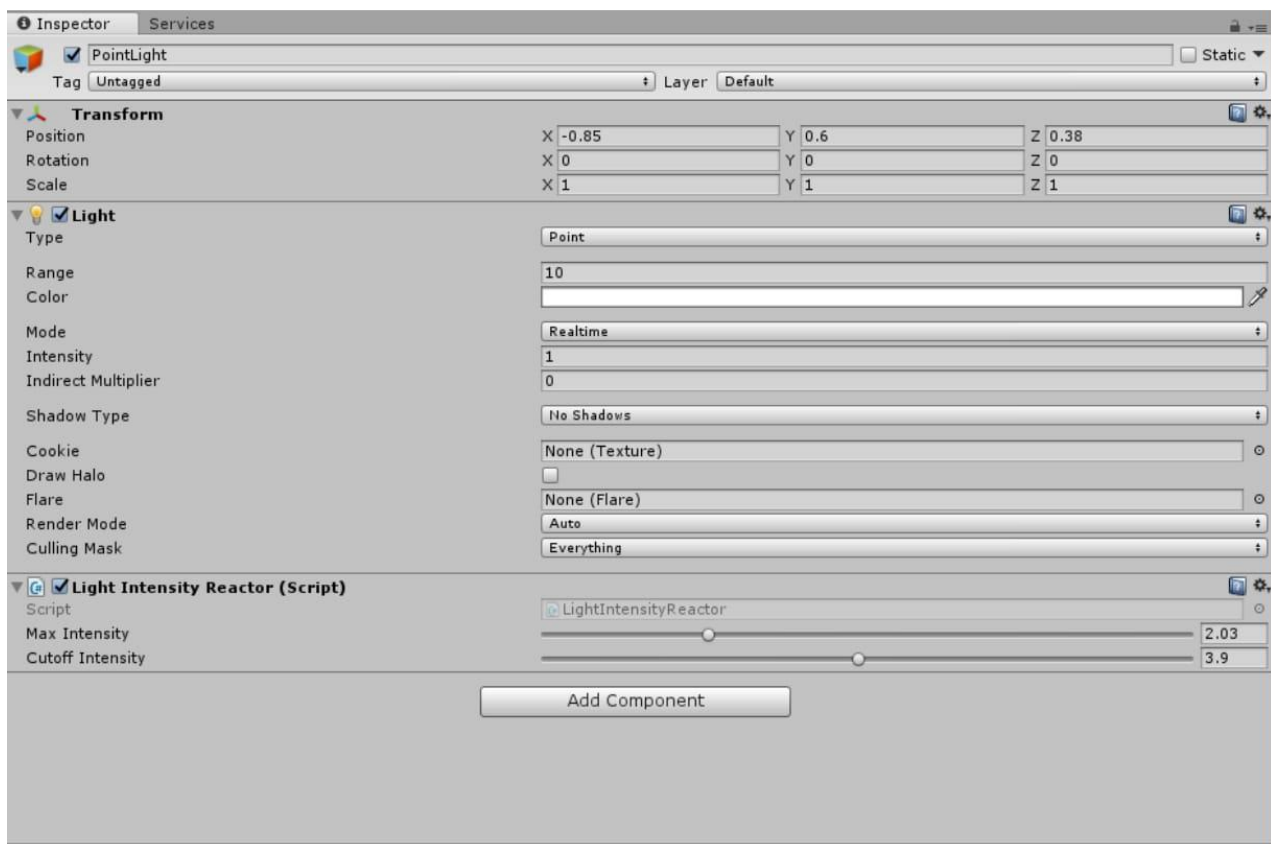 Inspector Services
PointLight Static
Tag Untagged Layer Default
Transform
Position X -0.85 Y 0.6 Z 0.38
Rotation X 0 Y 0 Z 0
Scale X 1 Y 1 Z 1
Light
Type Point
Range 10
Color
Mode Realtime
Intensity 1
Indirect Multiplier 0
Shadow Type No Shadows
Cookie None (Texture)
Draw Halo
Flare None (Flare)
Render Mode Auto
Culling Mask Everything
Light Intensity Reactor (Script)
Script LightIntensityReactor
Max Intensity 2.03
Cutoff Intensity 3.9
Add Component